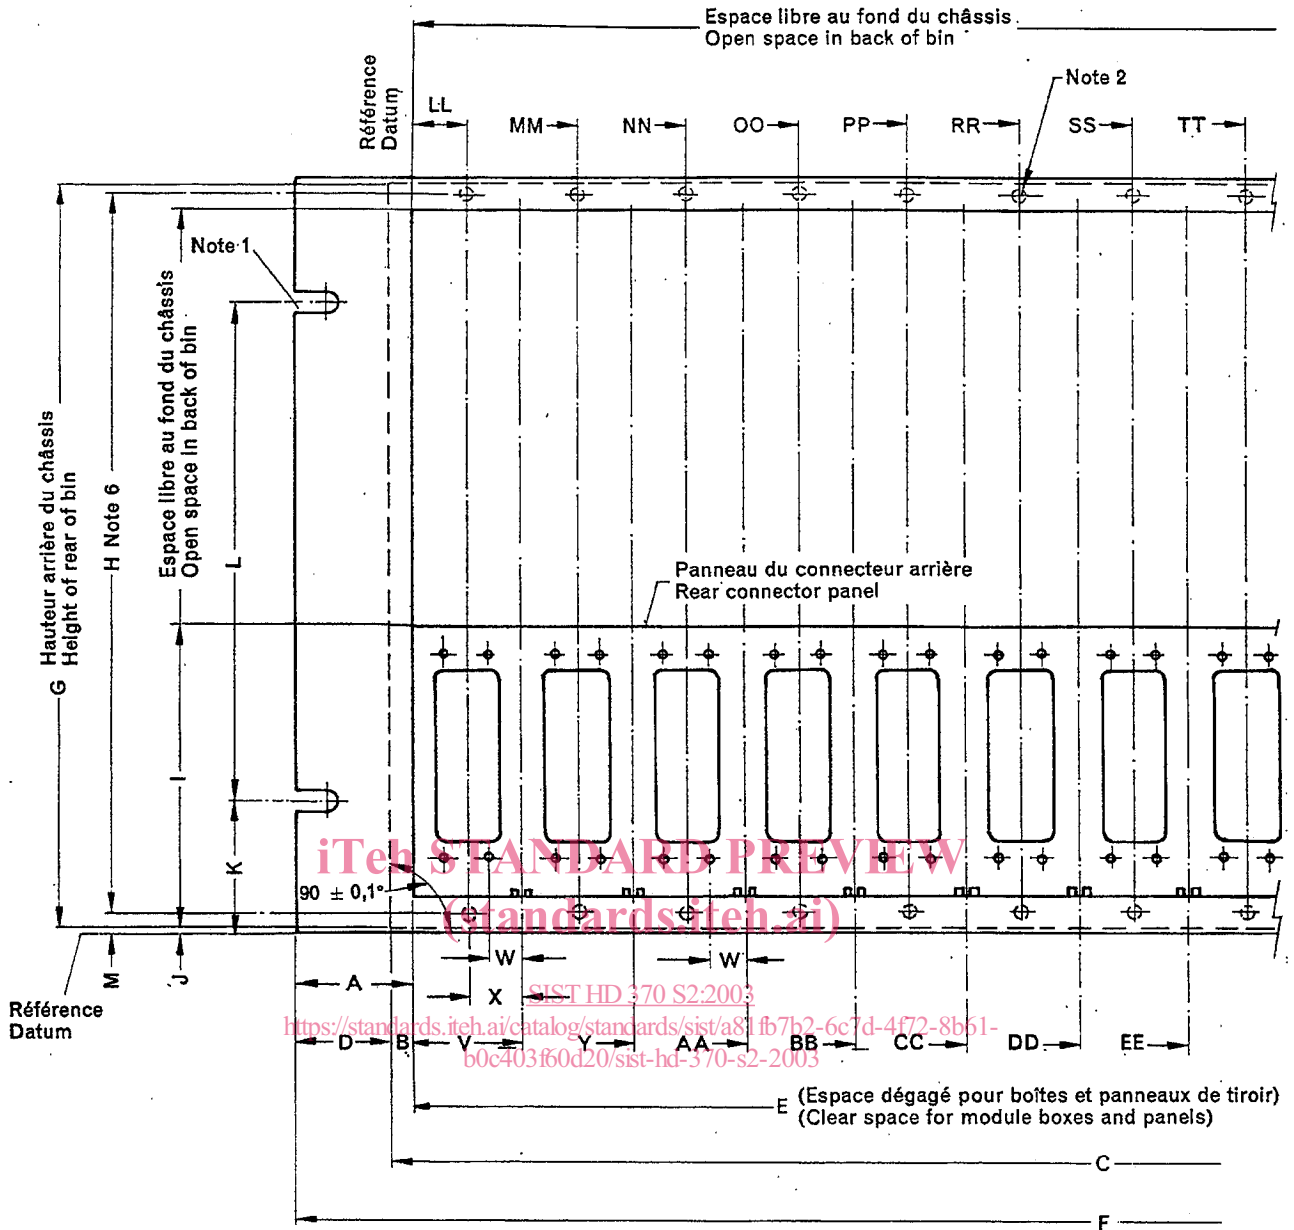 Espace libre au fond du châssis
Open space in back of bin
Référence
Datum
Note 2
LL
MM
NN
OO
PP
RR
SS
TT
Note 1
Espace libre au fond du châssis
Open space in back of bin
Hauteur arrière du châssis
Height of rear of bin
G
H Note 6
L
I
K
M
J
Panneau du connecteur arrière
Rear connector panel
iTeh STANDARD PREVIEW
(standards.iteh.ai)
90 ± 0,1°
W
W
X
A
Référence
Datum
SIST HD 370 S2:2003
https://standards.iteh.ai/catalog/standards/sist/a81fb7b2-6c7d-4f72-8b61-
b0c403f60d20/sist-hd-370-s2-2003
D
B
V
Y
AA
BB
CC
DD
EE
E (Espace dégagé pour boîtes et panneaux de tiroir)
(Clear space for module boxes and panels)
C
F